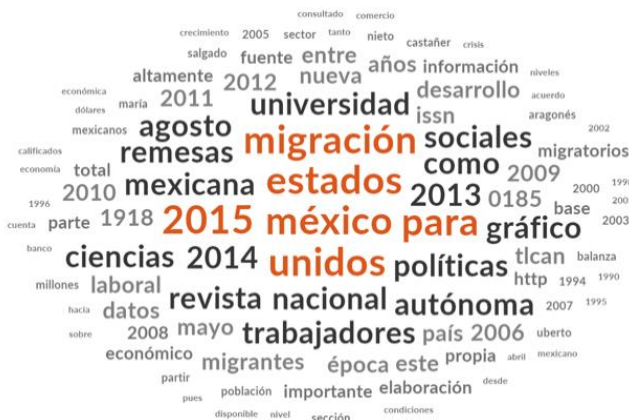 consultado comercio
crecimiento 2005 sector tanto nieto castañer crisis
salgado fuente entre años información niveles
altamente 2012 nueva desarrollo acuerdo
económica 2011 universidad issn aragonés
dólares maría
mexicanos agosto migración sociales 2002
calificados remesas como migratorios
economía total estados 2009 2000
1996 2010 mexicana 2013 0185 base
cuenta parte 1918 2015 méxico para gráfico 2003
banco ciencias 2014 unidos políticas tlcan balanza
millones laboral http 1994 1990
hacia datos revista nacional autónoma 2007 1995
sobre 2008 mayo trabajadores país 2006 uberto
económico migrantes época este propia abril mexicano
partir población importante elaboración desde
pues disponible nivel sección condiciones